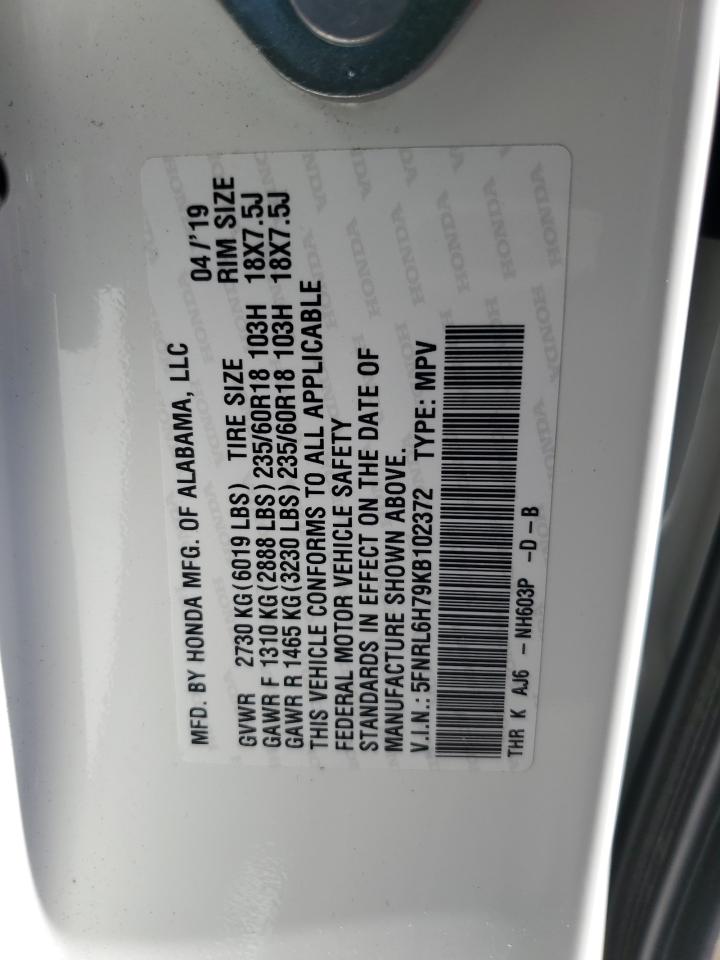 MFD. BY HONDA MFG. OF ALABAMA, LLC 04/'19
GVWR 2730 KG (6019 LBS) TIRE SIZE RIM SIZE
GAWR F 1310 KG (2888 LBS) 235/60R18 103H 18X7.5J
GAWR R 1465 KG (3230 LBS) 235/60R18 103H 18X7.5J
THIS VEHICLE CONFORMS TO ALL APPLICABLE
FEDERAL MOTOR VEHICLE SAFETY
STANDARDS IN EFFECT ON THE DATE OF
MANUFACTURE SHOWN ABOVE.
V.I.N.: 5FNRL6H79KB102372 TYPE: MPV
THR K AJ6 - NH603P -D-B